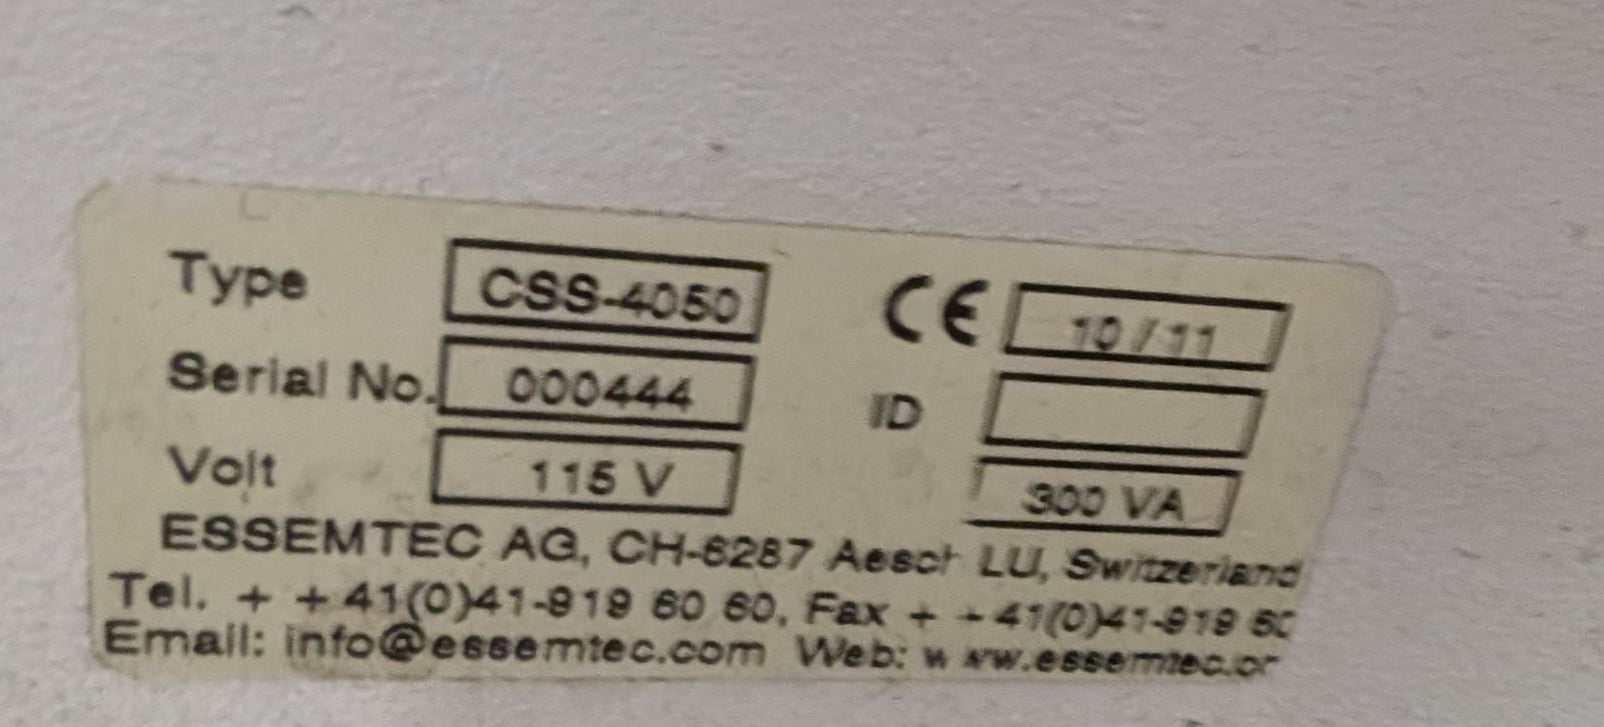 Type CSS-4050 CE 10/11
Serial No. 000444 ID
Volt 115 V 300 VA
ESSEMTEC AG, CH-6287 Aesch LU, Switzerland
Tel. + + 41(0)41-919 60 60, Fax + + 41(0)41-919 60
Email: info@essemtec.com Web: